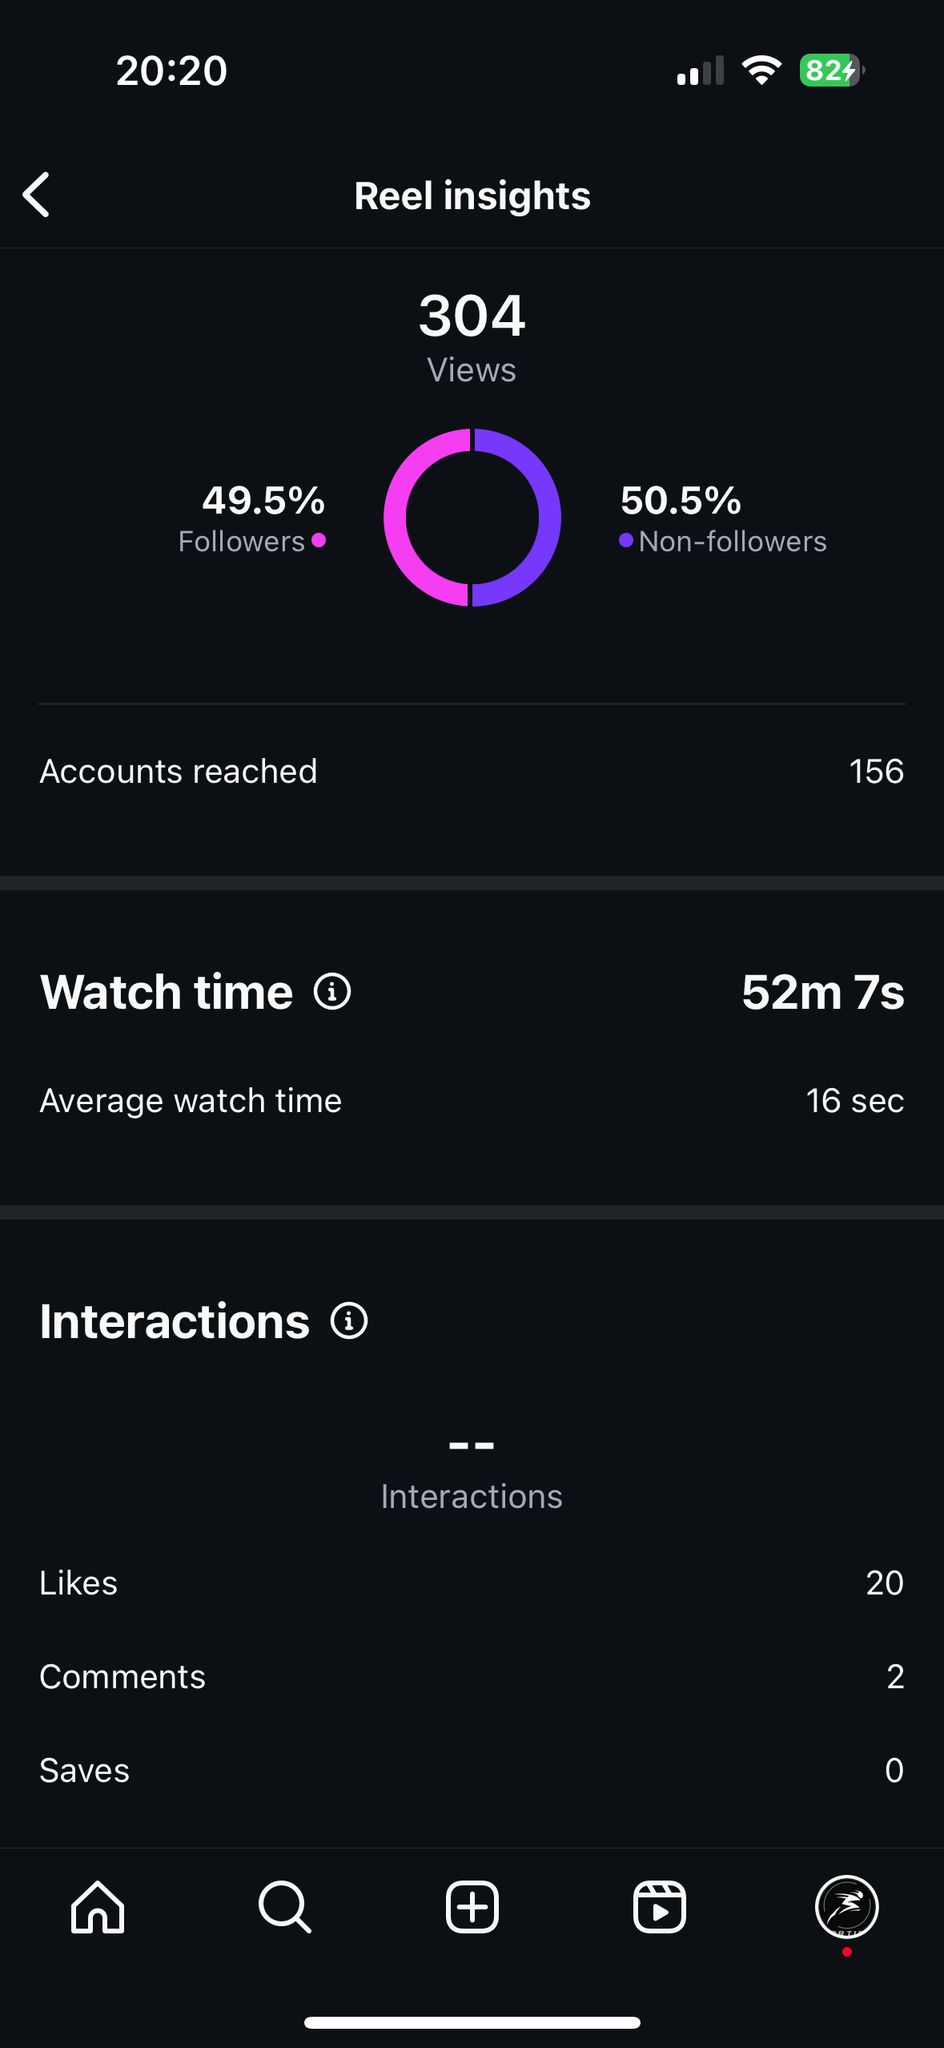 20:20
82
Reel insights
304
Views
49.5%
Followers
50.5%
Non-followers
Accounts reached 156
Watch time 52m 7s
Average watch time 16 sec
Interactions
--
Interactions
Likes 20
Comments 2
Saves 0